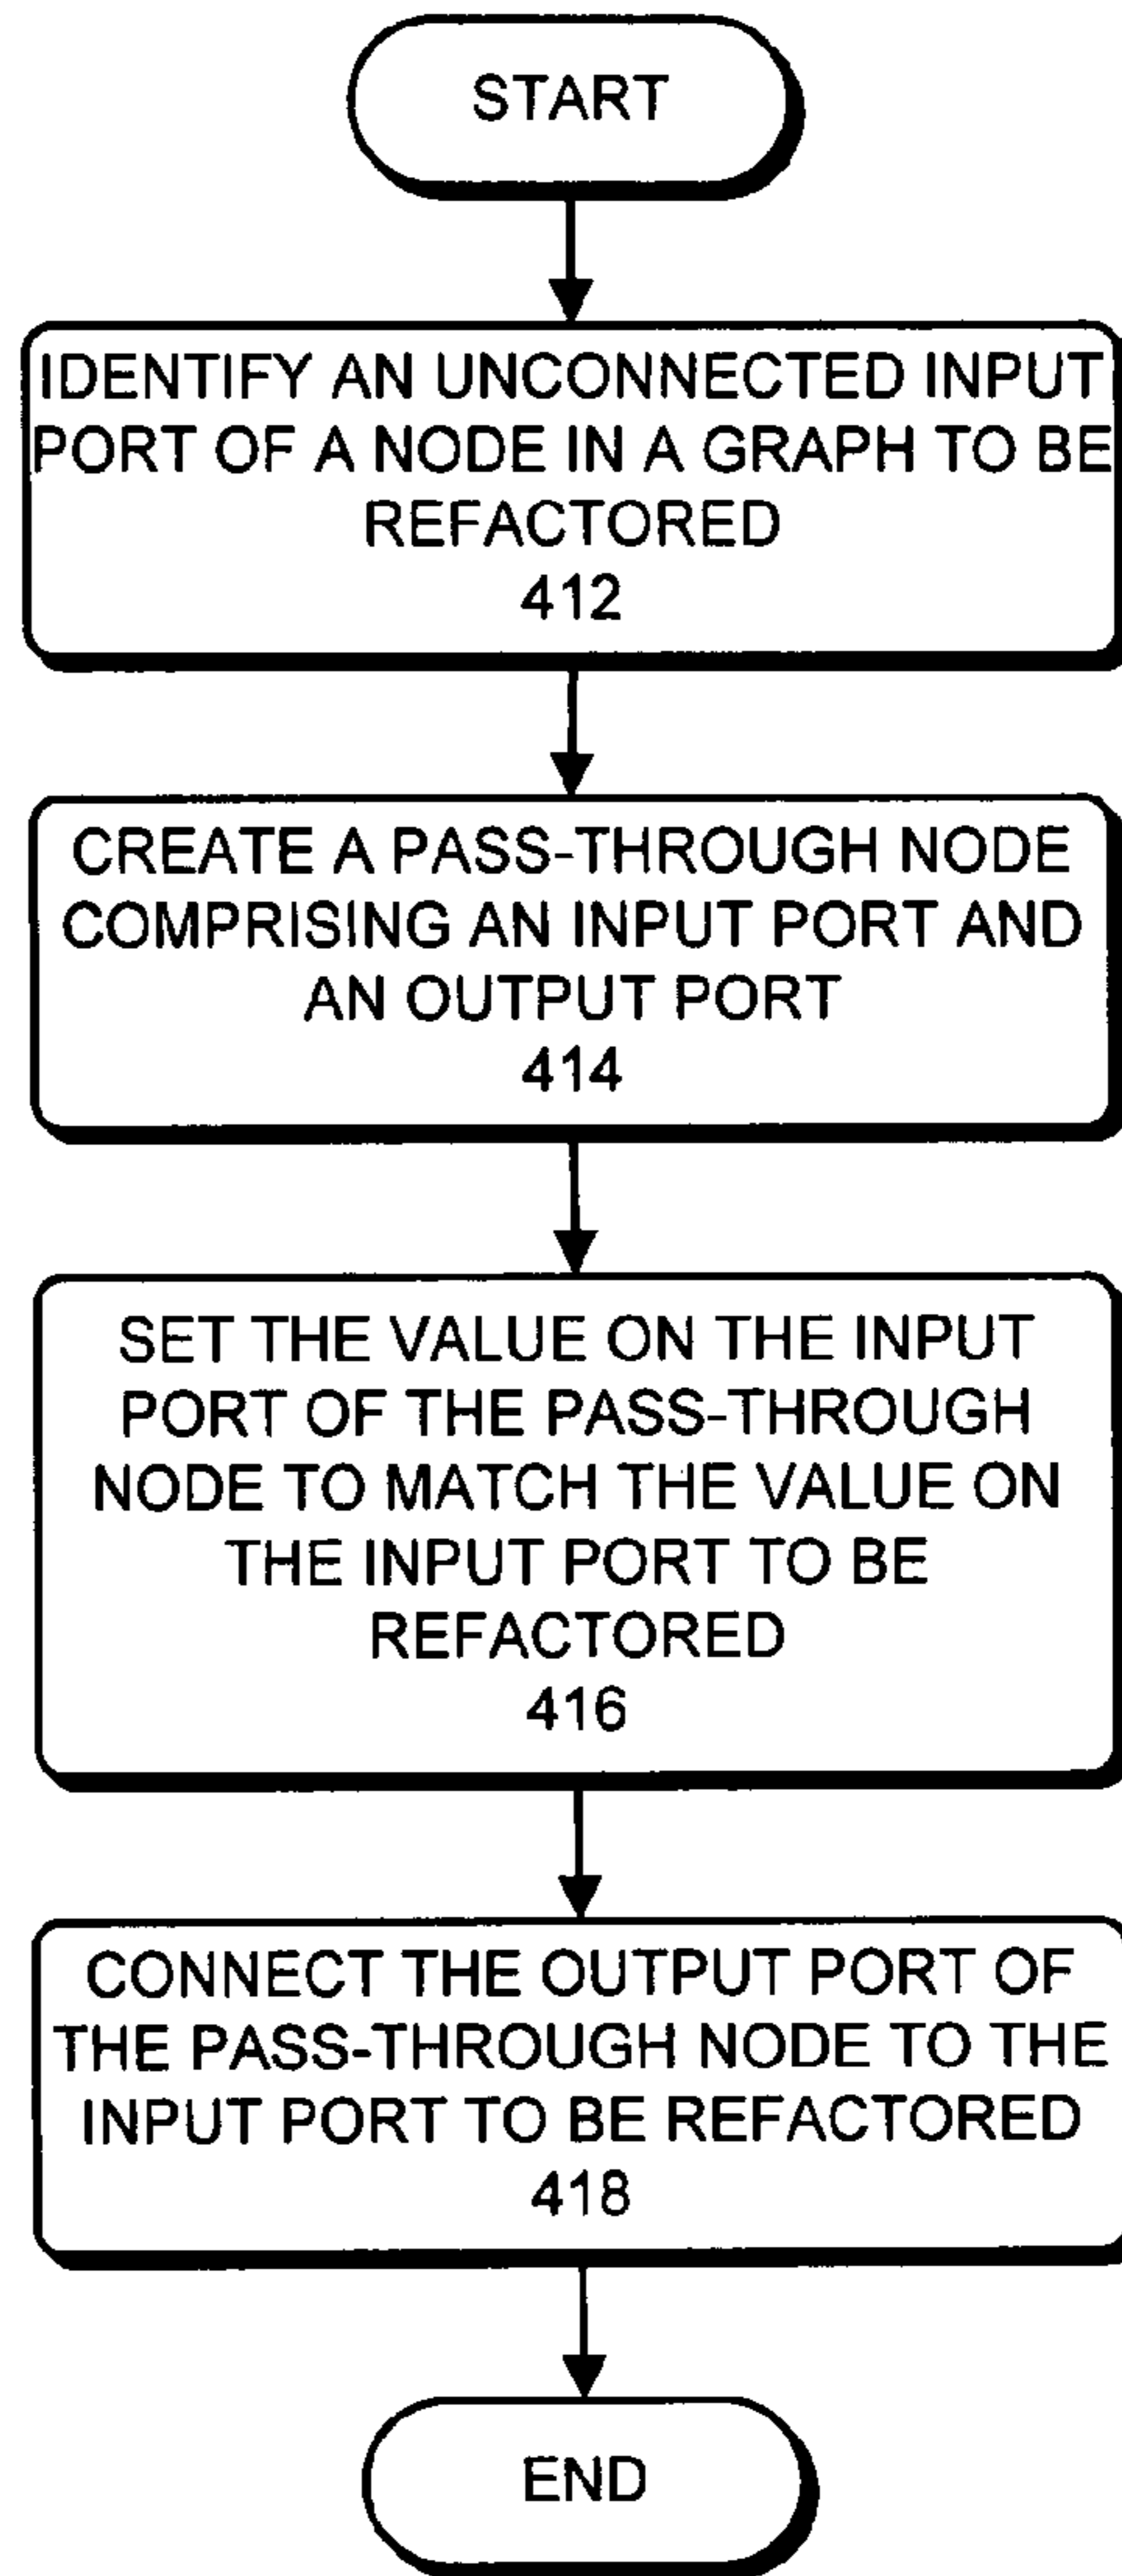 START
IDENTIFY AN UNCONNECTED INPUT
PORT OF A NODE IN A GRAPH TO BE
REFACTORED
412
CREATE A PASS-THROUGH NODE
COMPRISING AN INPUT PORT AND
AN OUTPUT PORT
414
SET THE VALUE ON THE INPUT
PORT OF THE PASS-THROUGH
NODE TO MATCH THE VALUE ON
THE INPUT PORT TO BE
REFACTORED
416
CONNECT THE OUTPUT PORT OF
THE PASS-THROUGH NODE TO THE
INPUT PORT TO BE REFACTORED
418
END